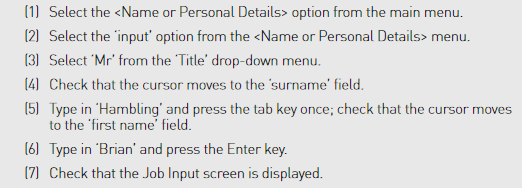 (1) Select the <Name or Personal Details> option from the main menu.
(2) Select the ‘input’ option from the <Name or Personal Details> menu.
(3) Select ‘Mr’ from the ‘Title’ drop-down menu.
(4) Check that the cursor moves to the ‘surname’ field.
(5) Type in ‘Hambling’ and press the tab key once; check that the cursor moves
to the ‘first name’ field.
(6) Type in ‘Brian’ and press the Enter key.
(7) Check that the Job Input screen is displayed.